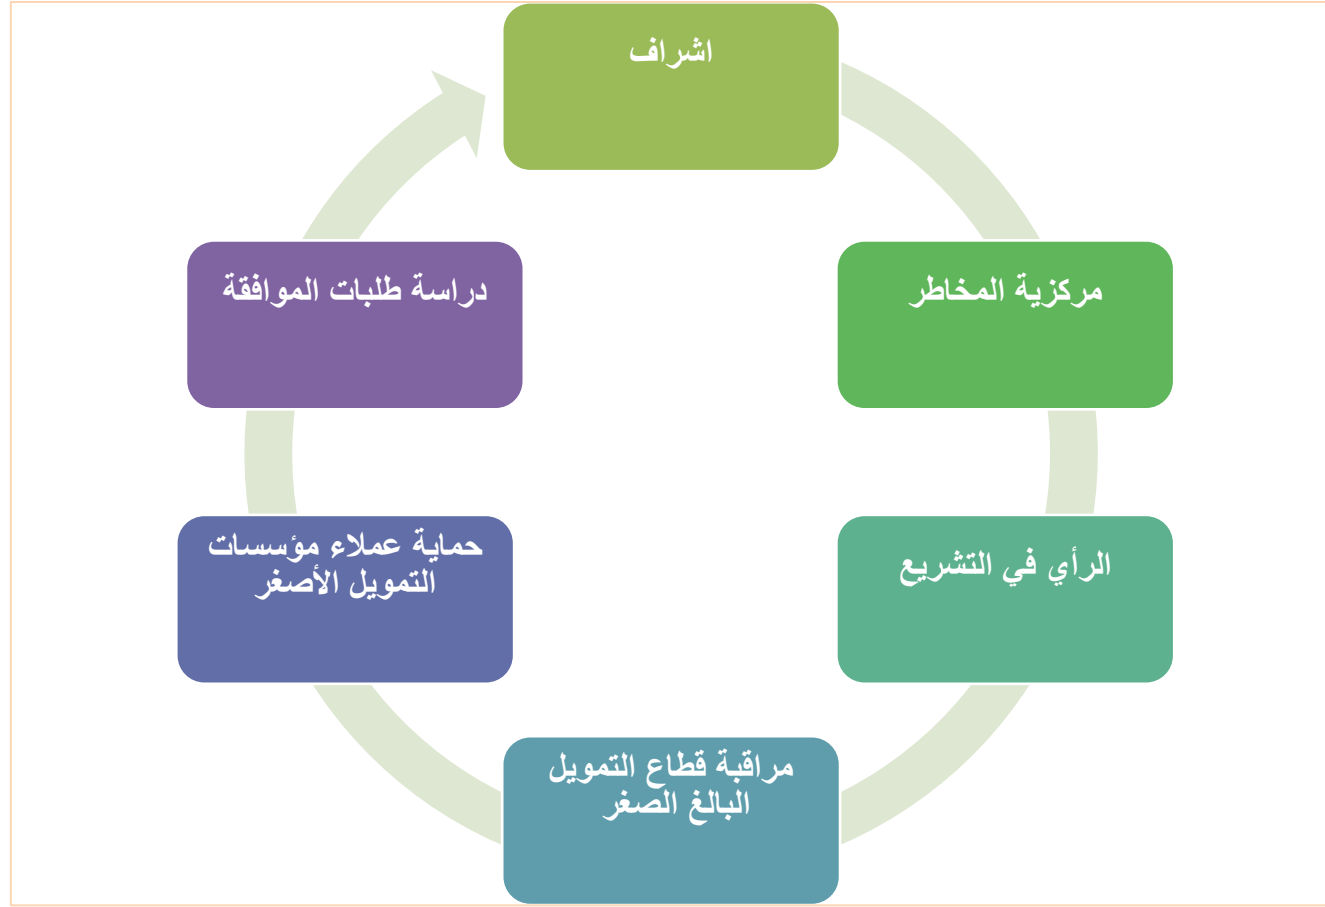 اشراف
مركزية المخاطر
الرأي في التشريع
مراقبة قطاع التمويل
البالغ الصغر
حماية عملاء مؤسسات
التمويل الأصغر
دراسة طلبات الموافقة